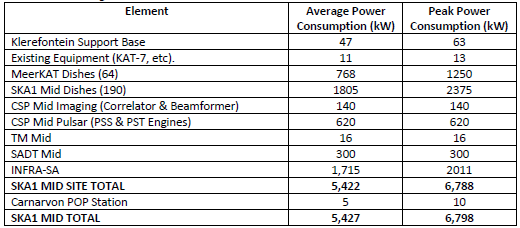 Element Average Power Consumption (kW) Peak Power Consumption (kW)
Klerefontein Support Base 47 63
Existing Equipment (KAT-7, etc). 11 13
MeerKAT Dishes (64) 768 1250
SKA1 Mid Dishes (190) 1805 2375
CSP Mid Imaging (Correlator & Beamformer) 140 140
CSP Mid Pulsar (PSS & PST Engines) 620 620
TM Mid 16 16
SADT Mid 300 300
INFRA-SA 1,715 2011
SKA1 MID SITE TOTAL 5,422 6,788
Carnarvon POP Station 5 10
SKA1 MID TOTAL 5,427 6,798